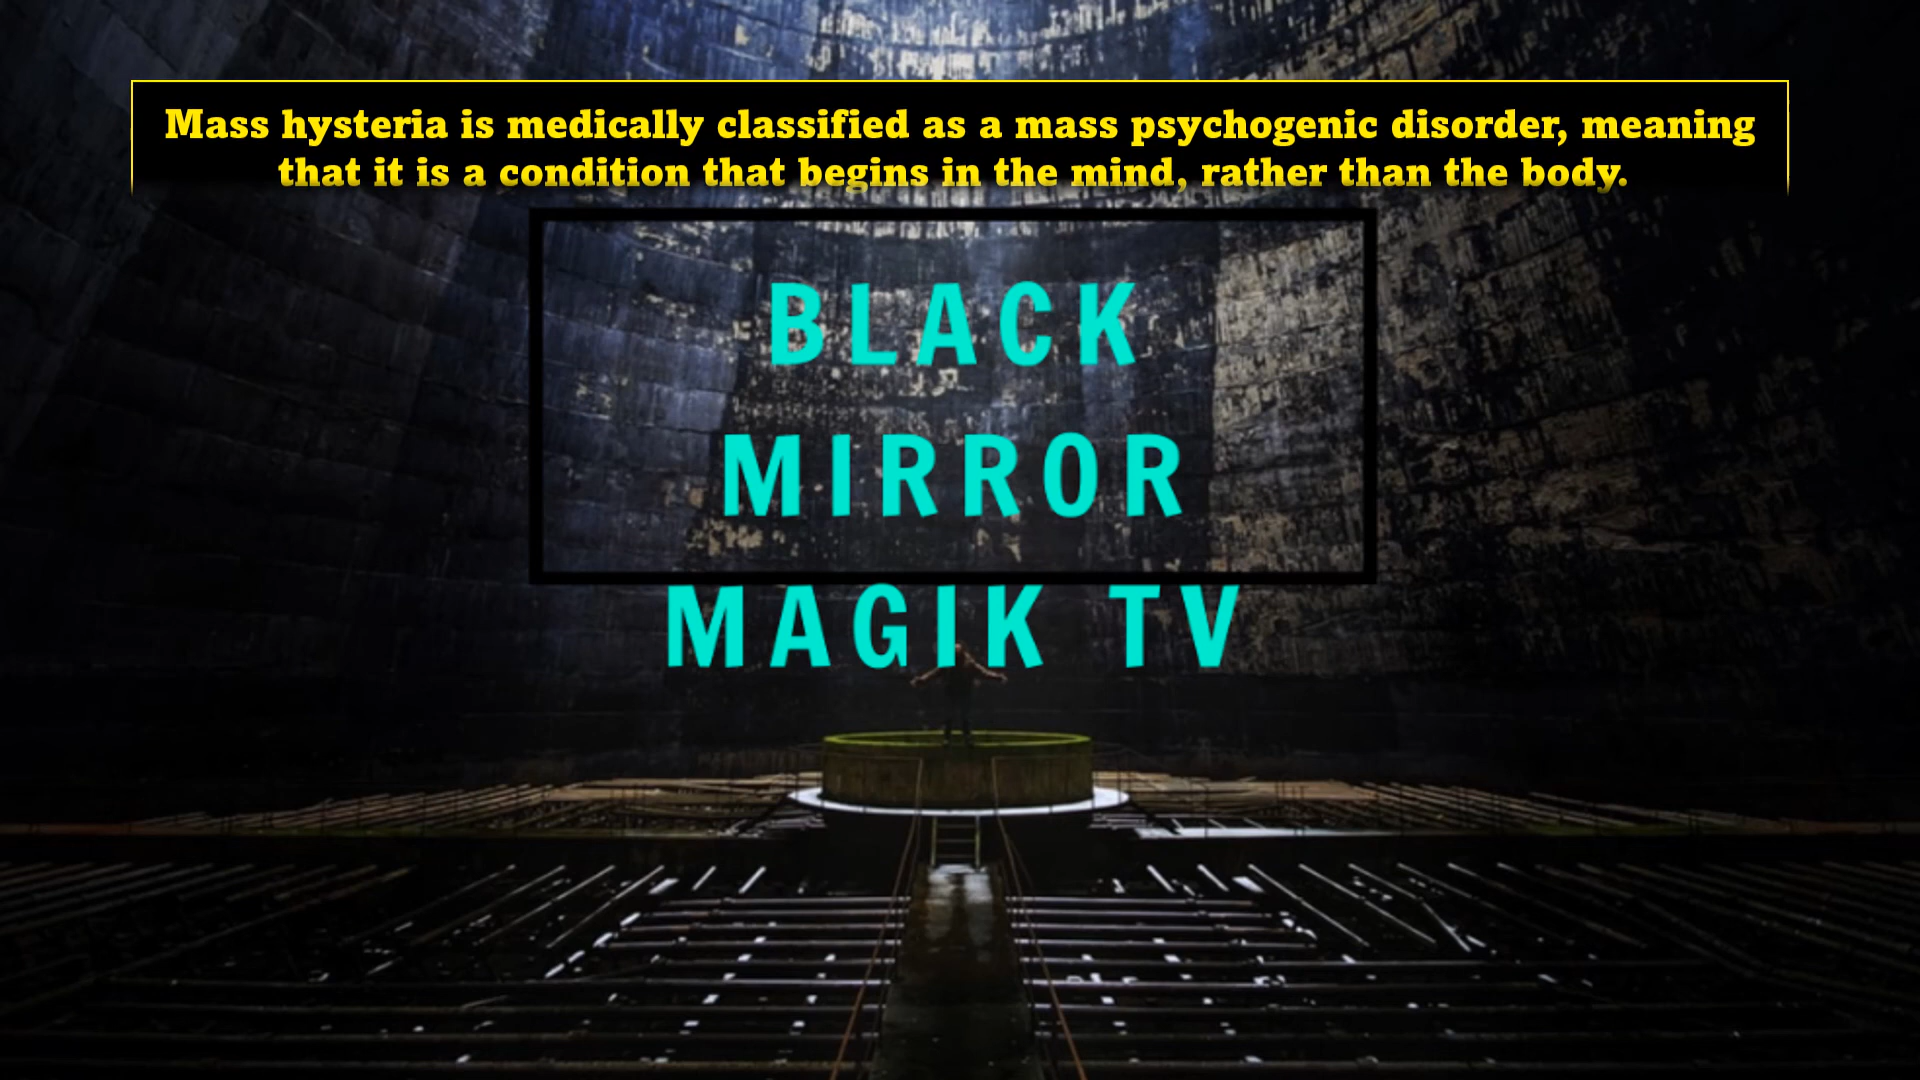 Mass hysteria is medically classified as a mass psychogenic disorder, meaning
that it is a condition that begins in the mind, rather than the body.
BLACK
MIRROR
MAGIK TV